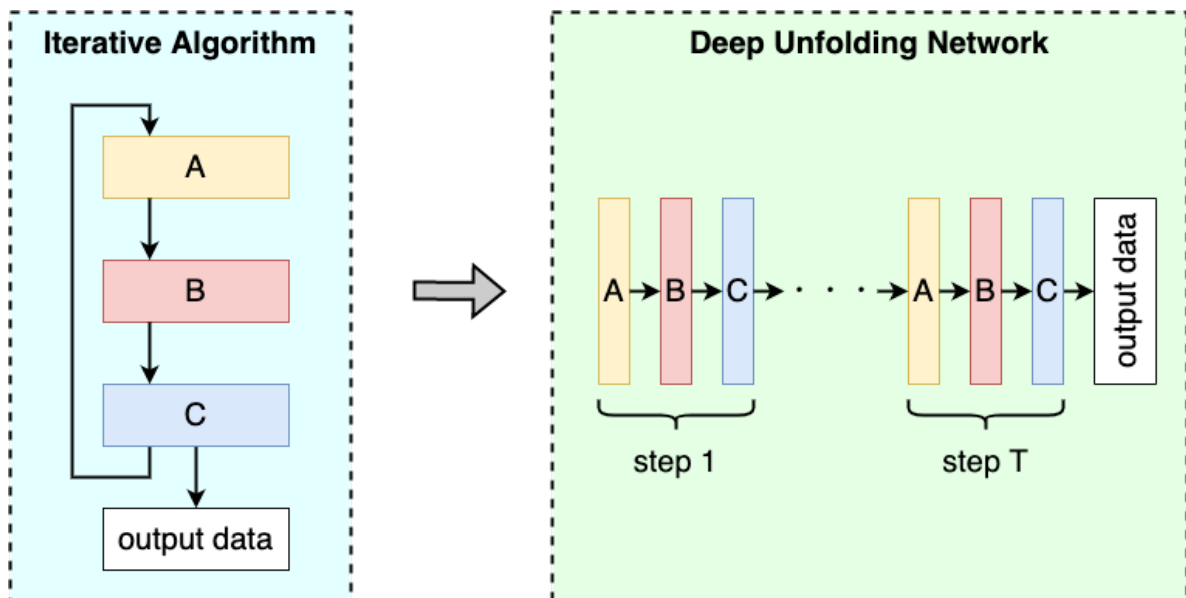 Iterative Algorithm
A
B
C
output data
Deep Unfolding Network
A
B
C
· · ·
A
B
C
output data
step 1
step T